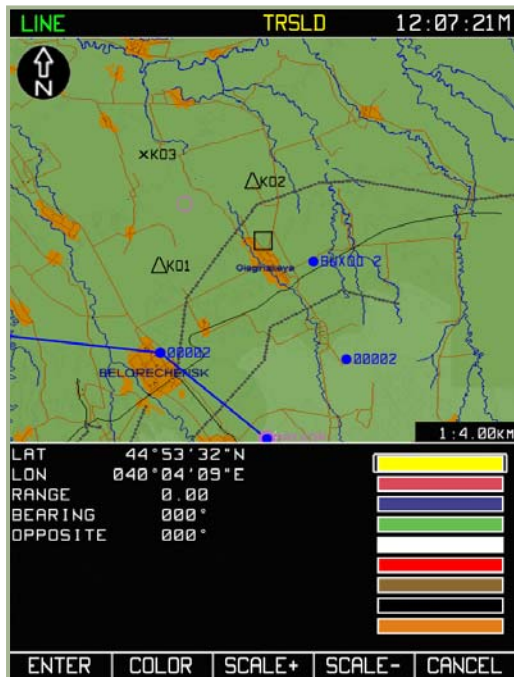 LINE TRSLD 12:07:21M
N
×K03
K02
K01
00002
BELORECHENSK
00002
1:4.00KM
LAT 44°53'32"N
LON 040°04'09"E
RANGE 0.00
BEARING 000°
OPPOSITE 000°
ENTER COLOR SCALE+ SCALE- CANCEL